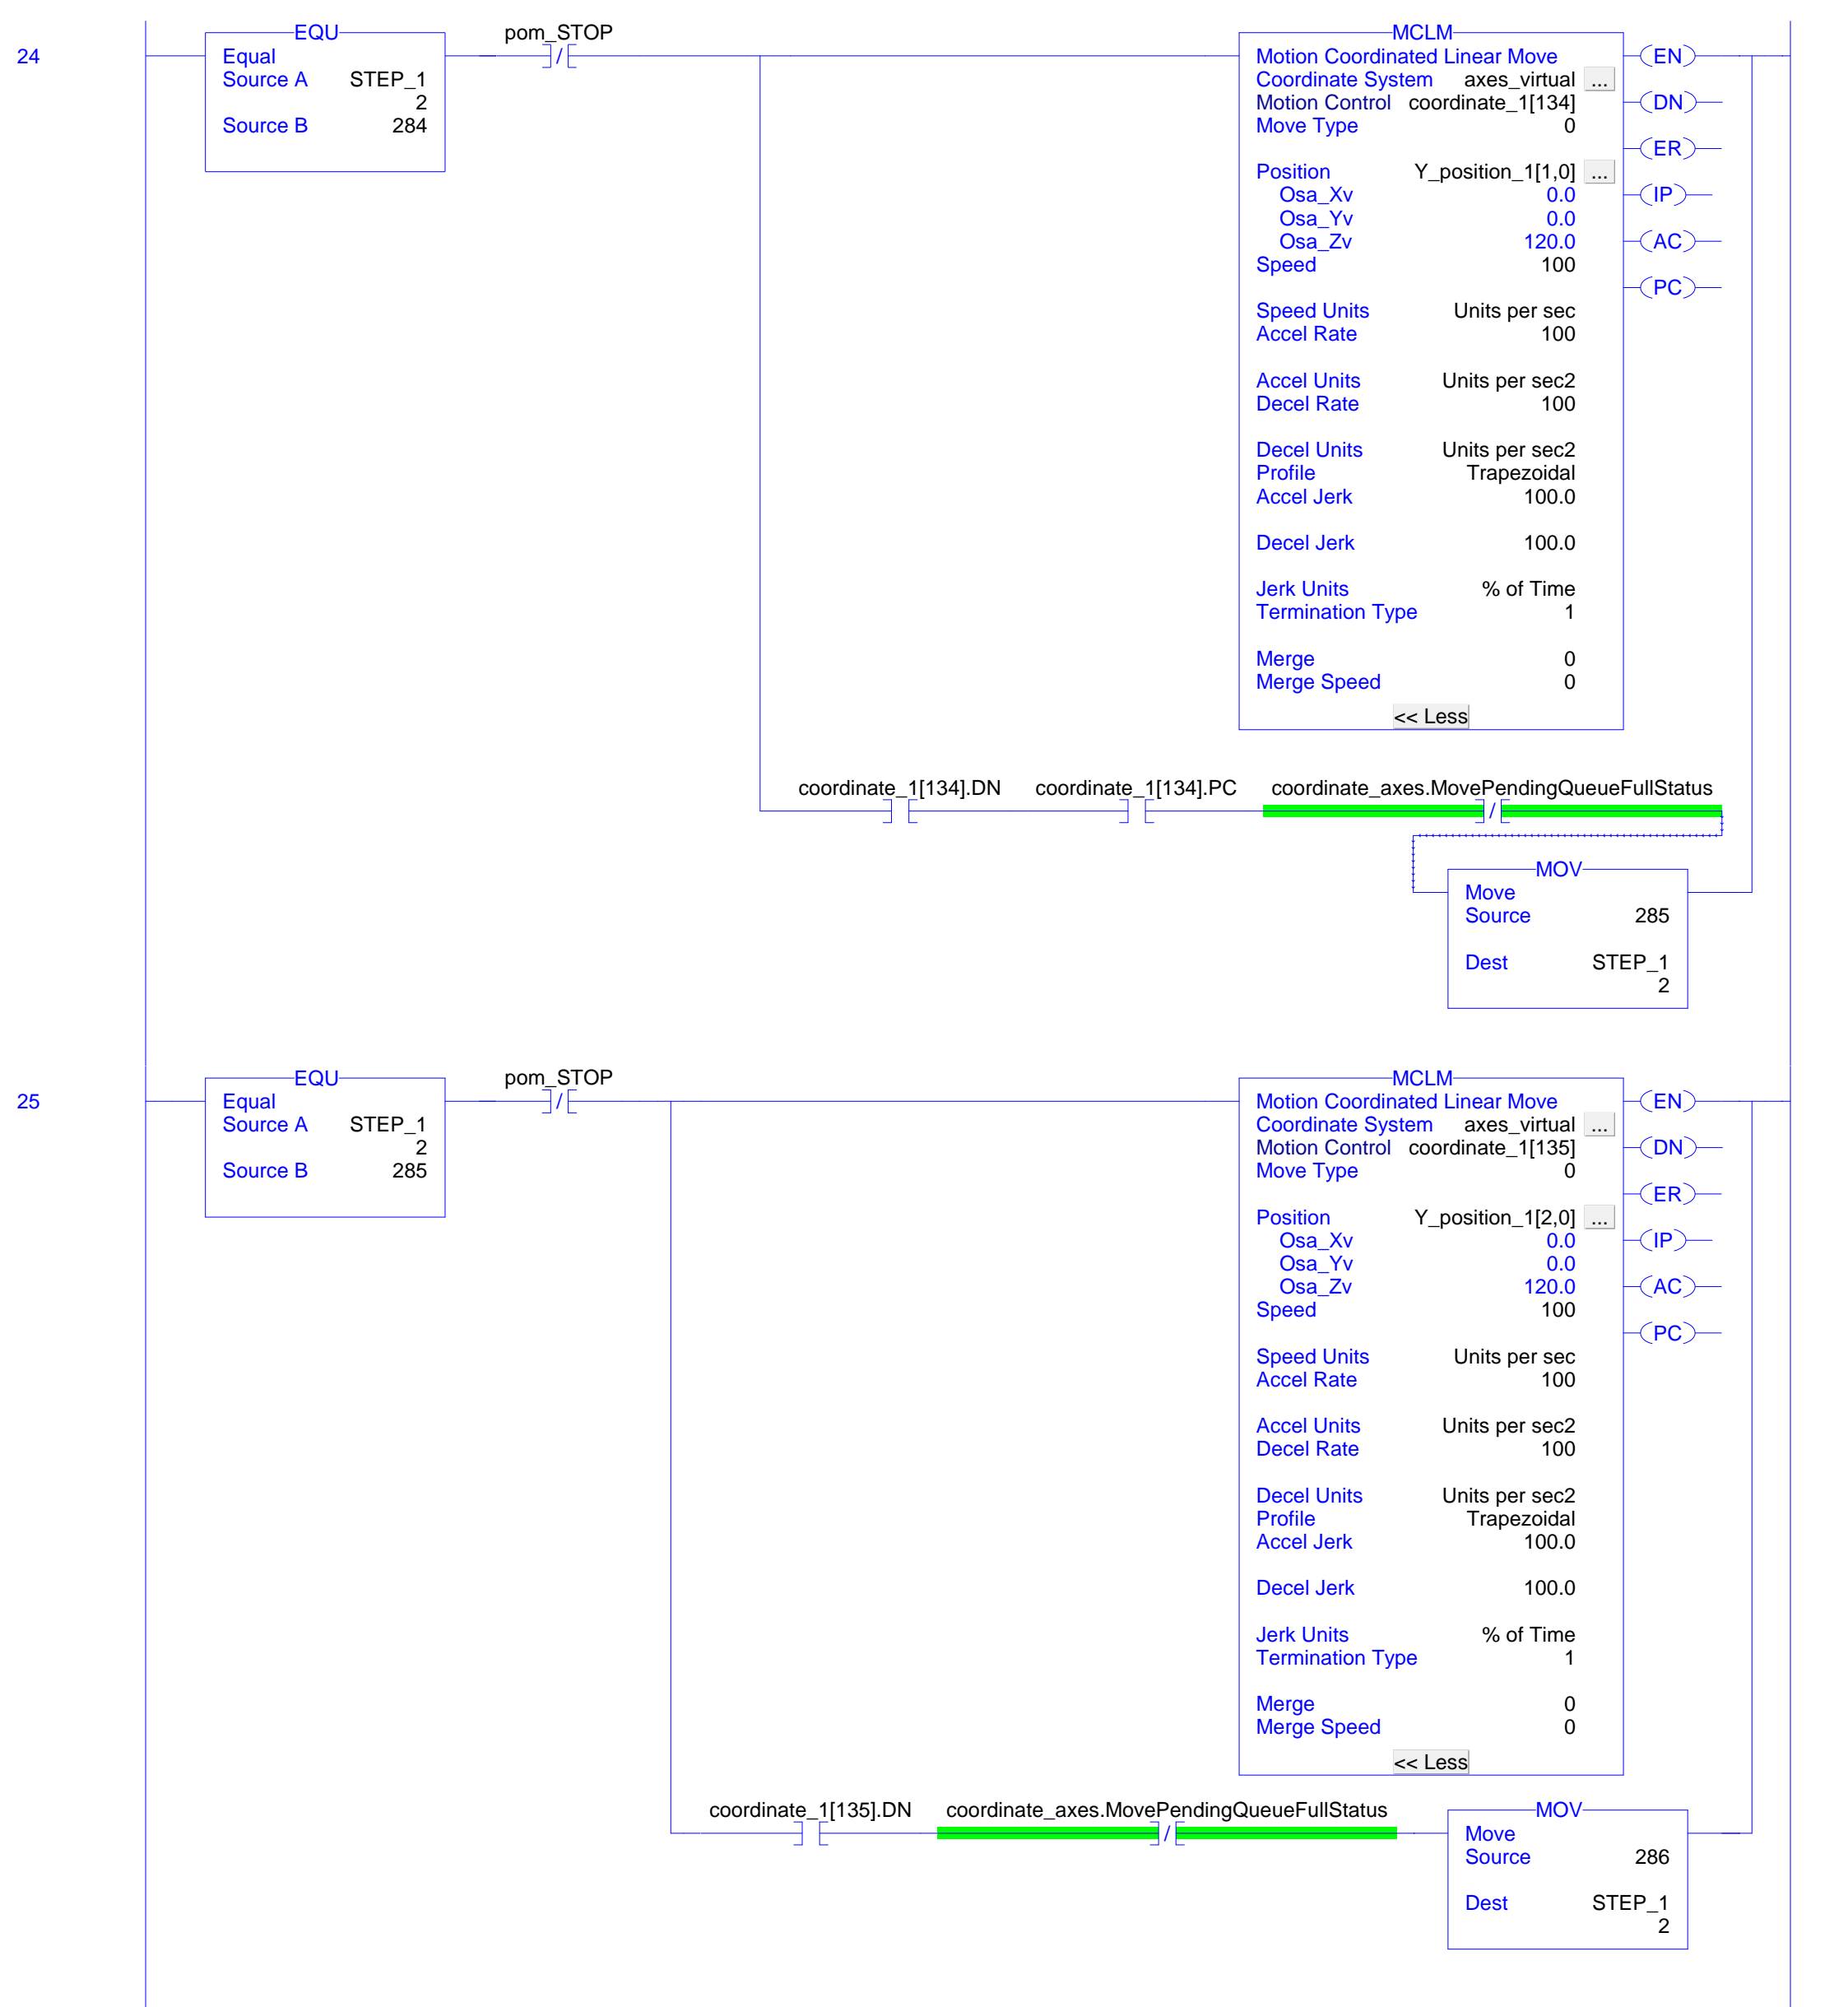 24
EQU
Equal
Source A STEP_1
2
Source B 284
pom_STOP
/
MCLM
Motion Coordinated Linear Move
Coordinate System axes_virtual ...
Motion Control coordinate_1[134]
Move Type 0
Position Y_position_1[1,0] ...
Osa_Xv 0.0
Osa_Yv 0.0
Osa_Zv 120.0
Speed 100
Speed Units Units per sec
Accel Rate 100
Accel Units Units per sec2
Decel Rate 100
Decel Units Units per sec2
Profile Trapezoidal
Accel Jerk 100.0
Decel Jerk 100.0
Jerk Units % of Time
Termination Type 1
Merge 0
Merge Speed 0
<< Less
EN
DN
ER
IP
AC
PC
coordinate_1[134].DN coordinate_1[134].PC coordinate_axes.MovePendingQueueFullStatus
/
MOV
Move
Source 285
Dest STEP_1
2
25
EQU
Equal
Source A STEP_1
2
Source B 285
pom_STOP
/
MCLM
Motion Coordinated Linear Move
Coordinate System axes_virtual ...
Motion Control coordinate_1[135]
Move Type 0
Position Y_position_1[2,0] ...
Osa_Xv 0.0
Osa_Yv 0.0
Osa_Zv 120.0
Speed 100
Speed Units Units per sec
Accel Rate 100
Accel Units Units per sec2
Decel Rate 100
Decel Units Units per sec2
Profile Trapezoidal
Accel Jerk 100.0
Decel Jerk 100.0
Jerk Units % of Time
Termination Type 1
Merge 0
Merge Speed 0
<< Less
EN
DN
ER
IP
AC
PC
coordinate_1[135].DN coordinate_axes.MovePendingQueueFullStatus
/
MOV
Move
Source 286
Dest STEP_1
2